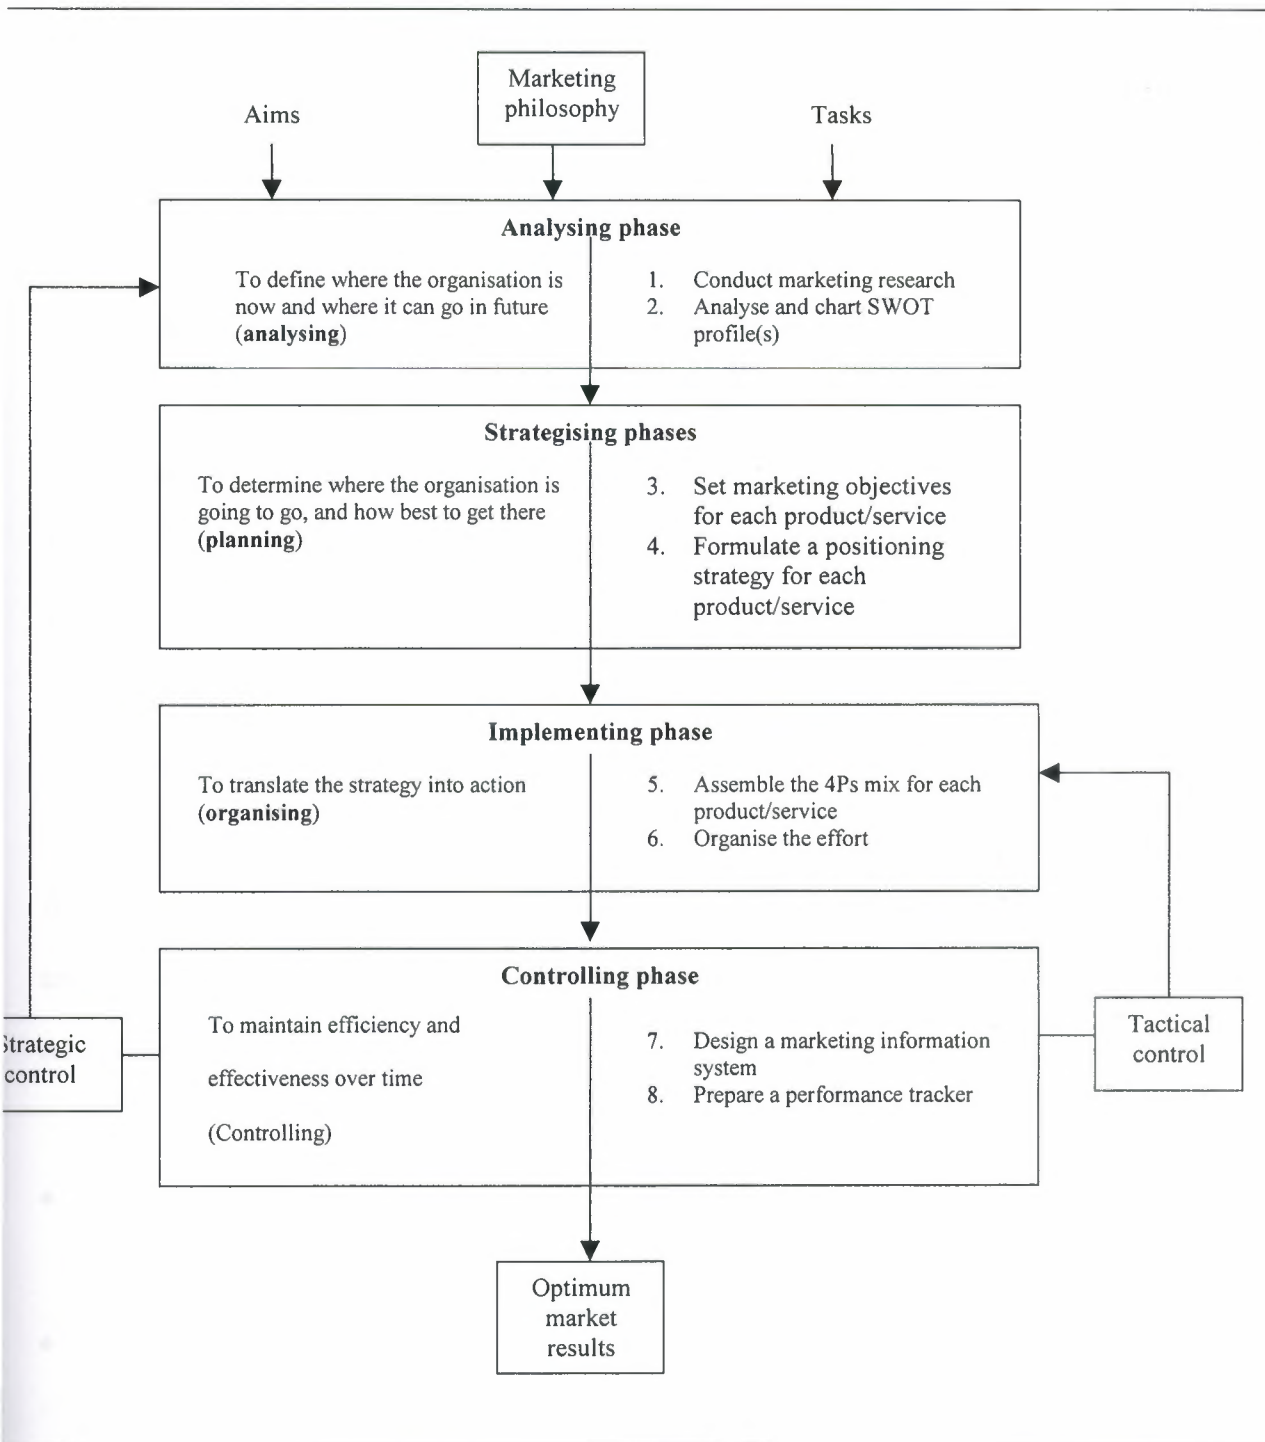 Marketing
philosophy
Aims
Tasks
Analysing phase
To define where the organisation is
now and where it can go in future
(analysing)
1. Conduct marketing research
2. Analyse and chart SWOT
profile(s)
Strategising phases
To determine where the organisation is
going to go, and how best to get there
(planning)
3. Set marketing objectives
for each product/service
4. Formulate a positioning
strategy for each
product/service
Implementing phase
To translate the strategy into action
(organising)
5. Assemble the 4Ps mix for each
product/service
6. Organise the effort
Controlling phase
To maintain efficiency and
effectiveness over time
(Controlling)
7. Design a marketing information
system
8. Prepare a performance tracker
Strategic
control
Tactical
control
Optimum
market
results